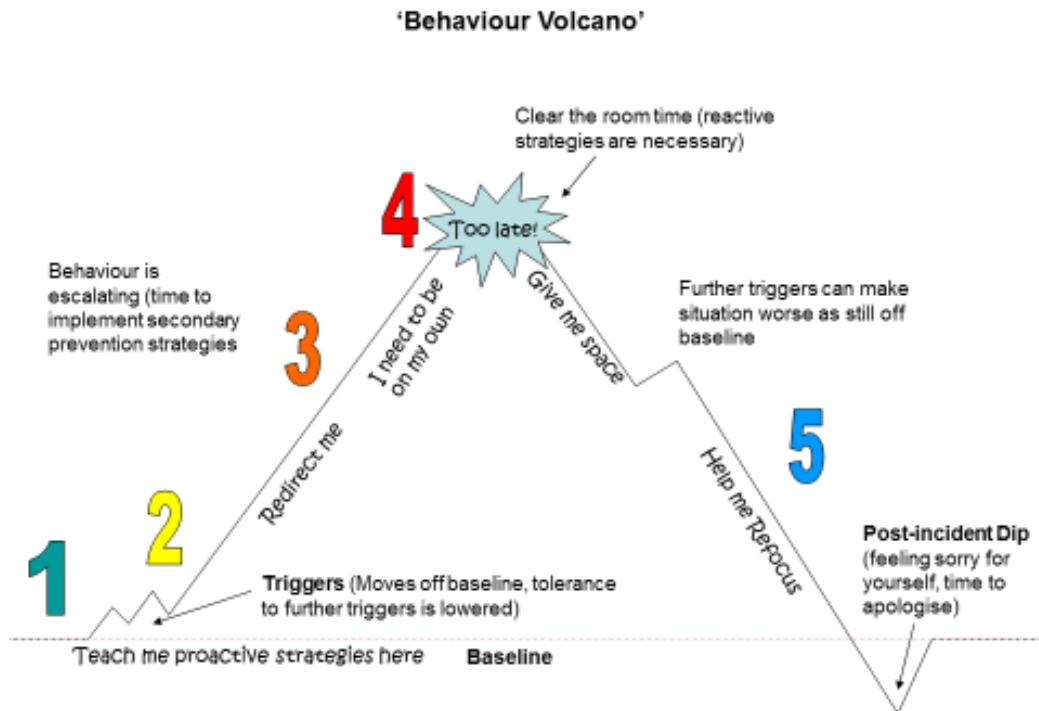 ‘Behaviour Volcano’
Clear the room time (reactive
strategies are necessary)
4
Too late!
Behaviour is
escalating (time to
implement secondary
prevention strategies
3
I need to be
on my own
Give me space
Further triggers can make
situation worse as still off
baseline
Redirect me
5
Help me Refocus
2
1
Triggers (Moves off baseline, tolerance
to further triggers is lowered)
Post-incident Dip
(feeling sorry for
yourself, time to
apologise)
Teach me proactive strategies here
Baseline